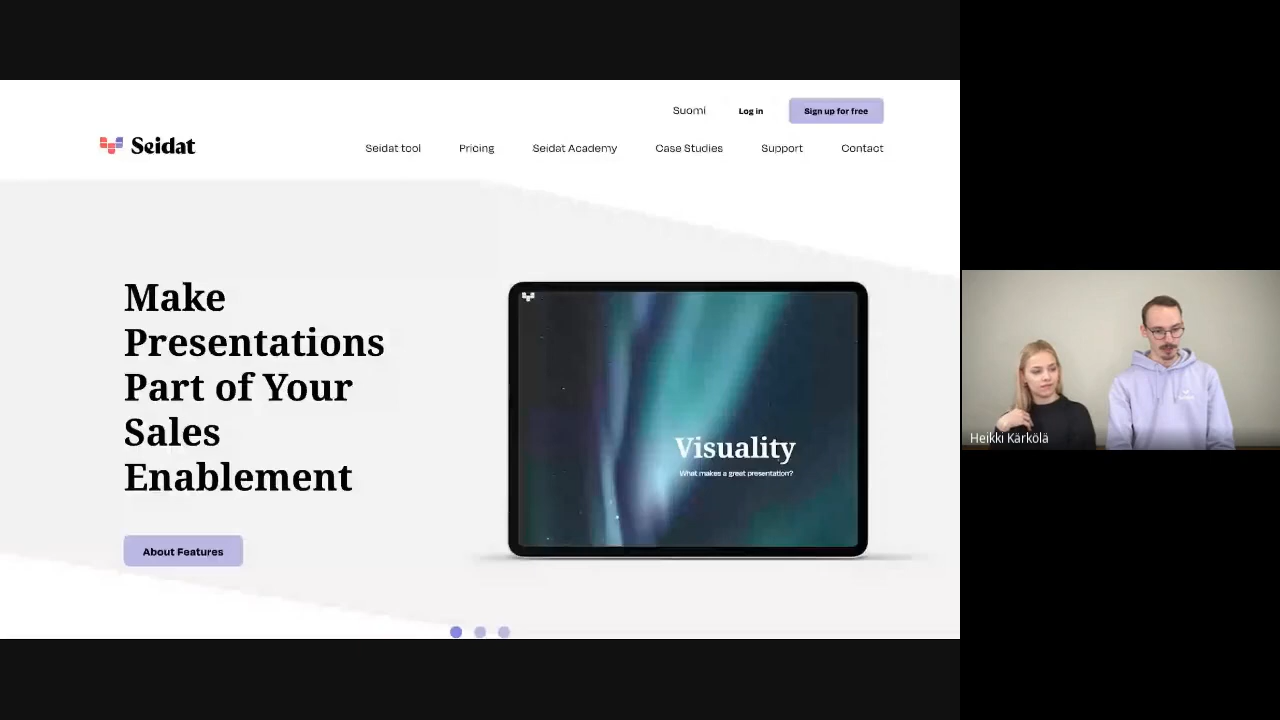 Suomi
Log in
Sign up for free
Seidat
Seidat tool
Pricing
Seidat Academy
Case Studies
Support
Contact
Make
Presentations
Part of Your
Sales
Enablement
Visuality
What makes a great presentation?
About Features
Heikki Kärkölä